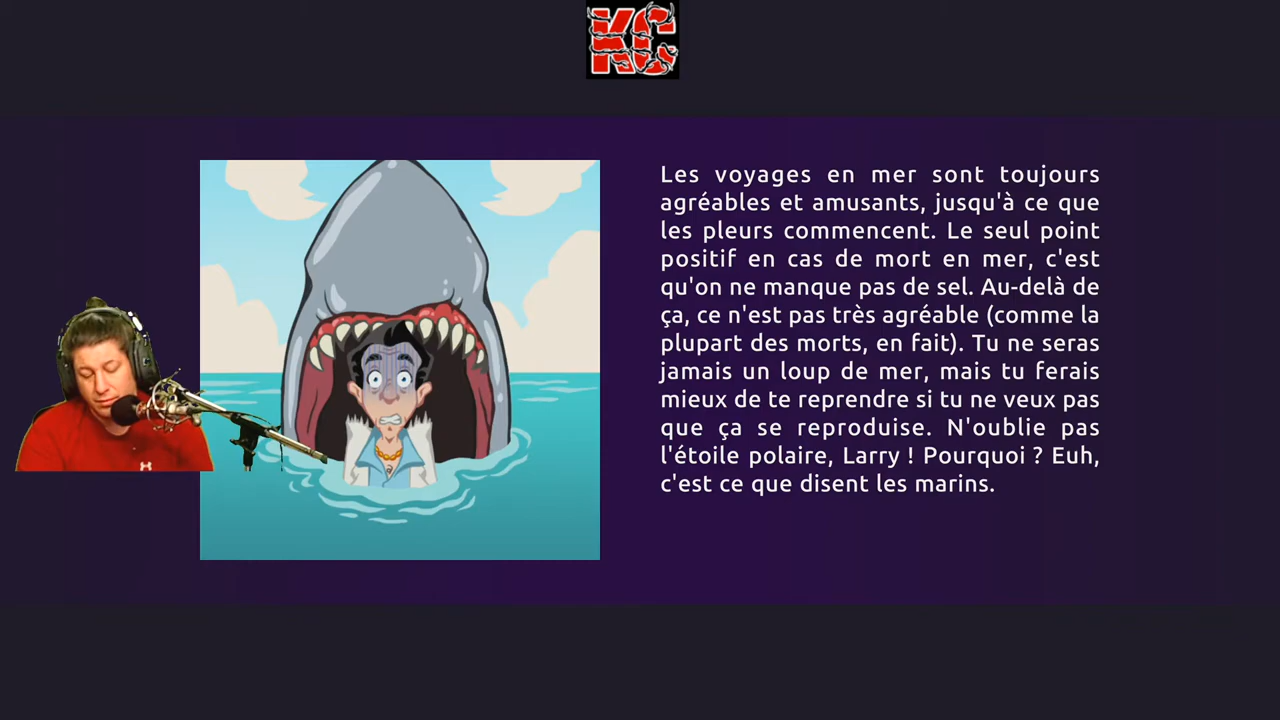 KC
Les voyages en mer sont toujours
agréables et amusants, jusqu'à ce que
les pleurs commencent. Le seul point
positif en cas de mort en mer, c'est
qu'on ne manque pas de sel. Au-delà de
ça, ce n'est pas très agréable (comme la
plupart des morts, en fait). Tu ne seras
jamais un loup de mer, mais tu ferais
mieux de te reprendre si tu ne veux pas
que ça se reproduise. N'oublie pas
l'étoile polaire, Larry ! Pourquoi ? Euh,
c'est ce que disent les marins.